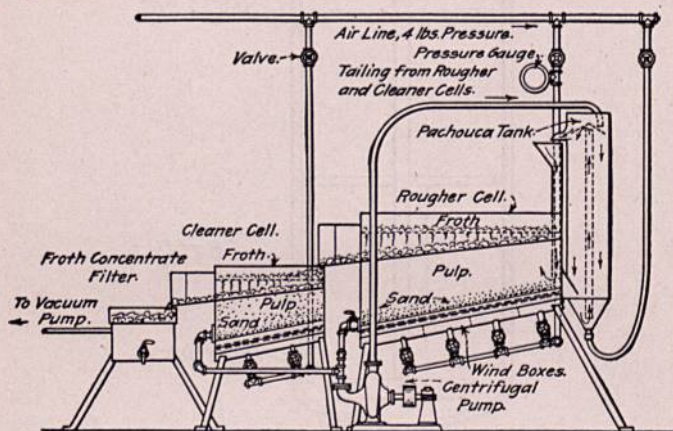 Air Line, 4 lbs. Pressure.
Valve.
Pressure Gauge.
Tailing from Rougher
and Cleaner Cells.
Pachouca Tank.
Rougher Cell.
Froth
Cleaner Cell.
Froth.
Froth Concentrate
Filter.
Pulp.
To Vacuum
Pump.
Pulp
Sand
Sand
Wind Boxes.
Centrifugal
Pump.